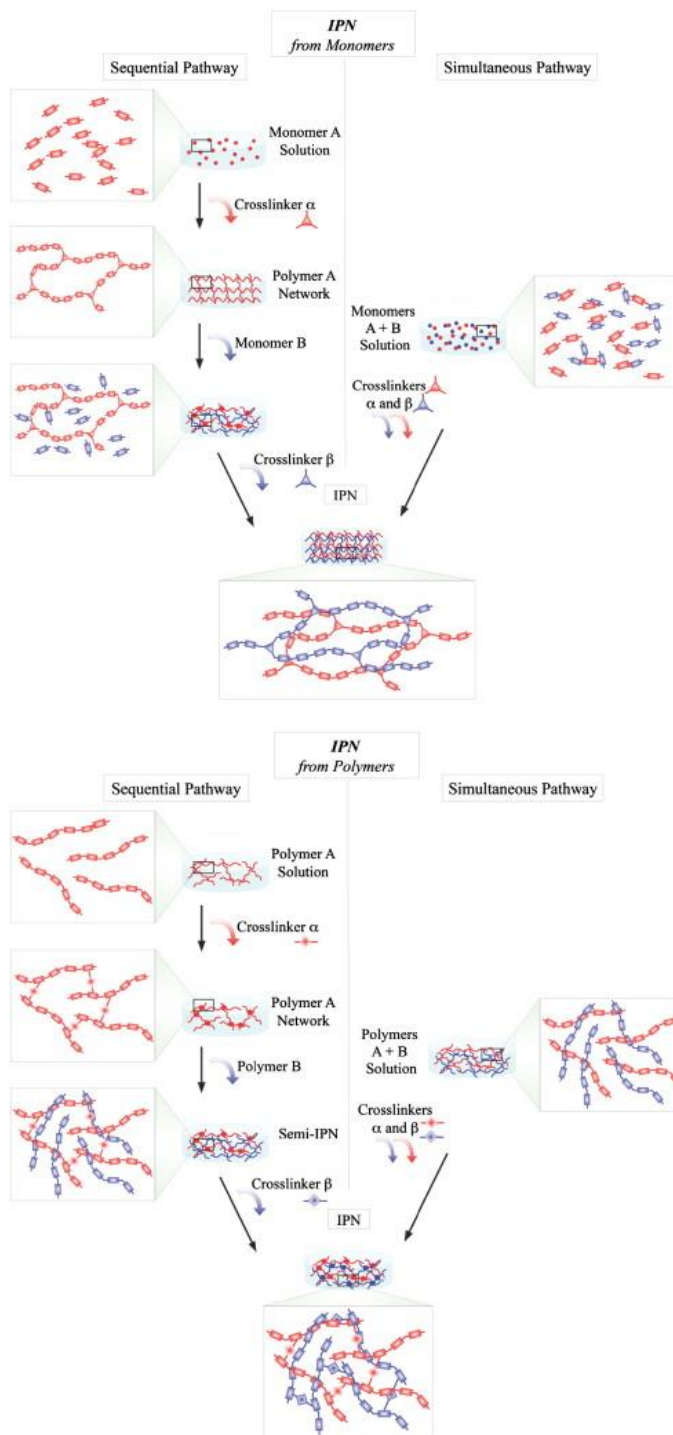 IPN
from Monomers
Sequential Pathway
Simultaneous Pathway
Monomer A
Solution
Crosslinker α
Polymer A
Network
Monomer B
Monomers
A + B
Solution
Crosslinkers
α and β
Crosslinker β
IPN
IPN
from Polymers
Sequential Pathway
Simultaneous Pathway
Polymer A
Solution
Crosslinker α
Polymer A
Network
Polymer B
Semi-IPN
Polymers
A + B
Solution
Crosslinkers
α and β
Crosslinker β
IPN